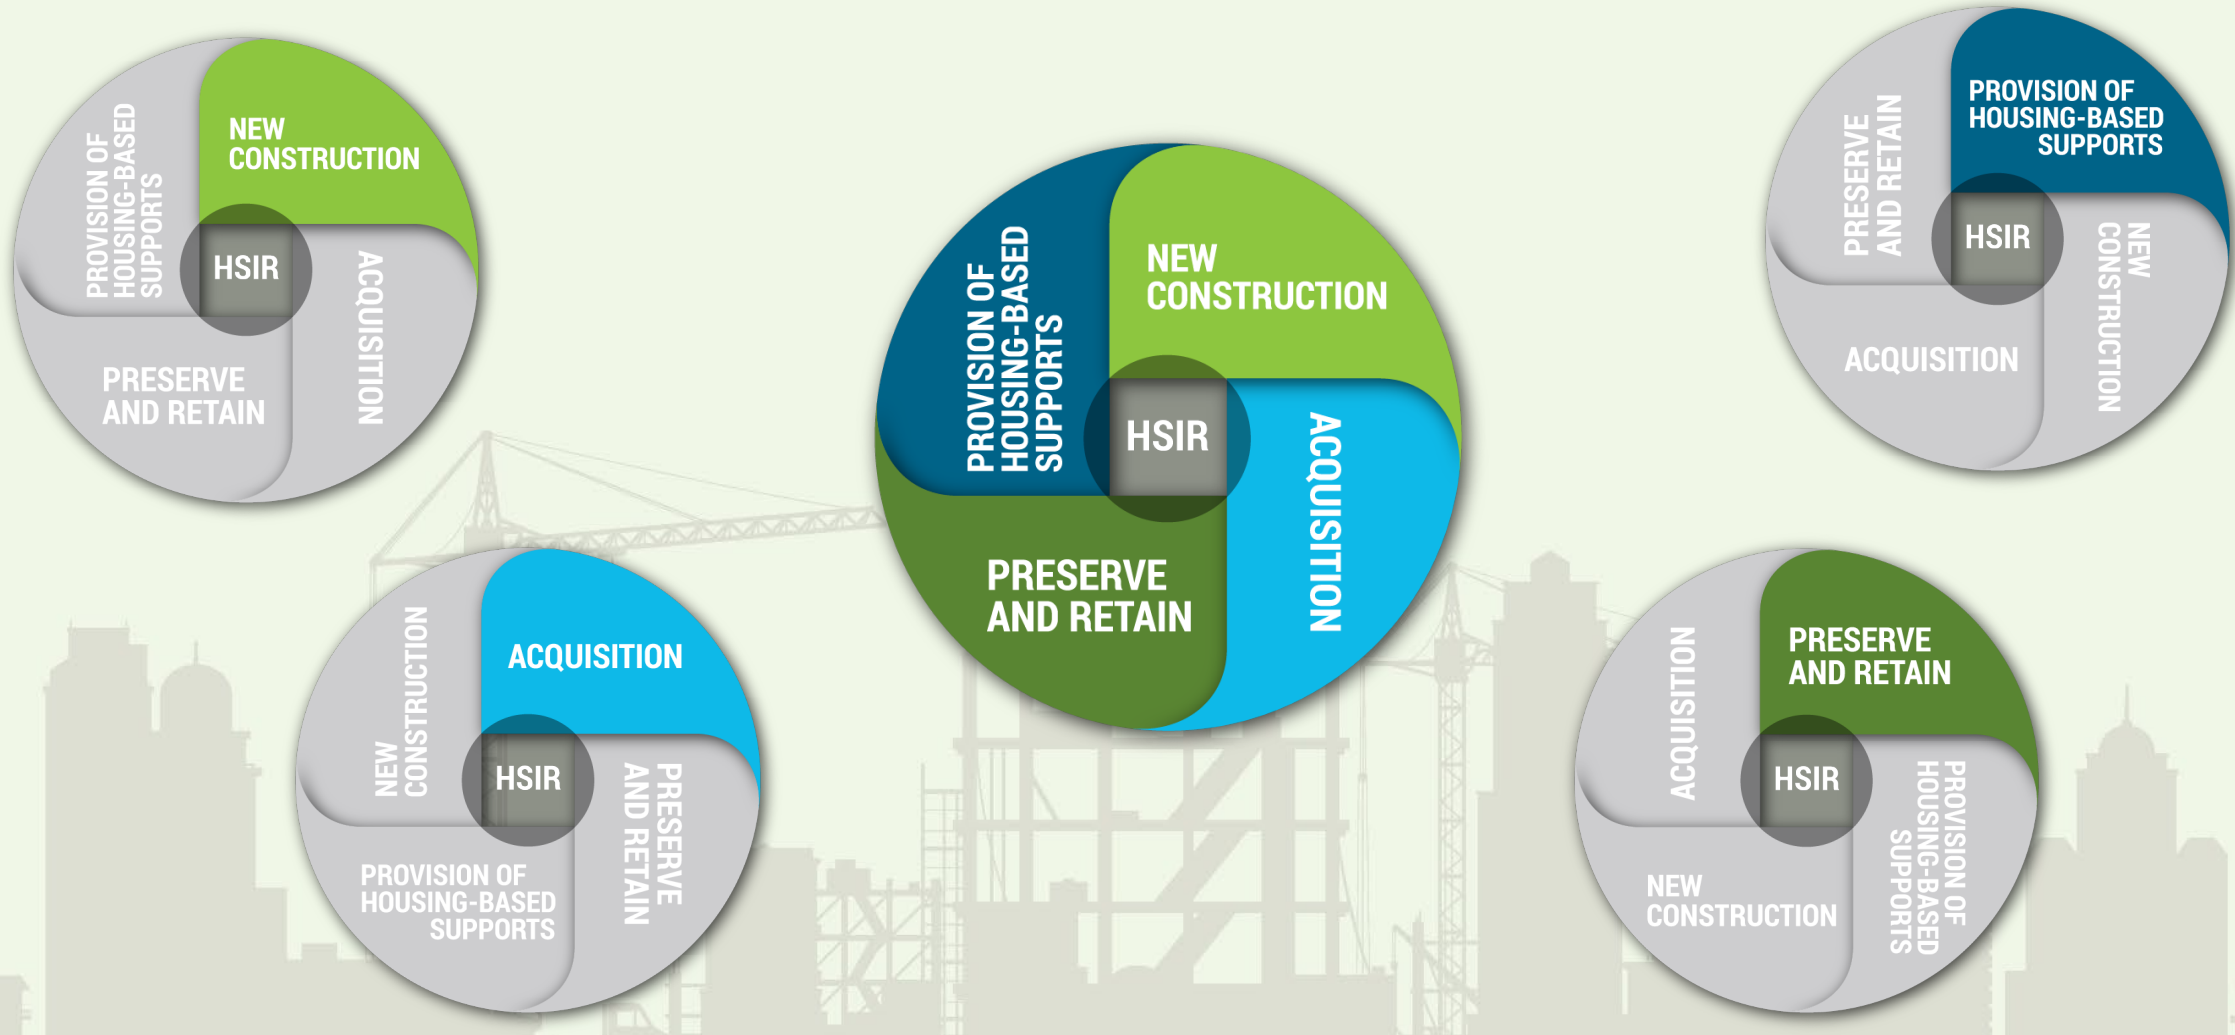 NEW
CONSTRUCTION
PROVISION OF
HOUSING-BASED
SUPPORTS
HSIR
ACQUISITION
PRESERVE
AND RETAIN
NEW
CONSTRUCTION
PROVISION OF
HOUSING-BASED
SUPPORTS
HSIR
ACQUISITION
PRESERVE
AND RETAIN
PROVISION OF
HOUSING-BASED
SUPPORTS
PRESERVE
AND RETAIN
HSIR
NEW
CONSTRUCTION
ACQUISITION
ACQUISITION
NEW
CONSTRUCTION
HSIR
PRESERVE
AND RETAIN
PROVISION OF
HOUSING-BASED
SUPPORTS
PRESERVE
AND RETAIN
ACQUISITION
HSIR
PROVISION OF
HOUSING-BASED
SUPPORTS
NEW
CONSTRUCTION